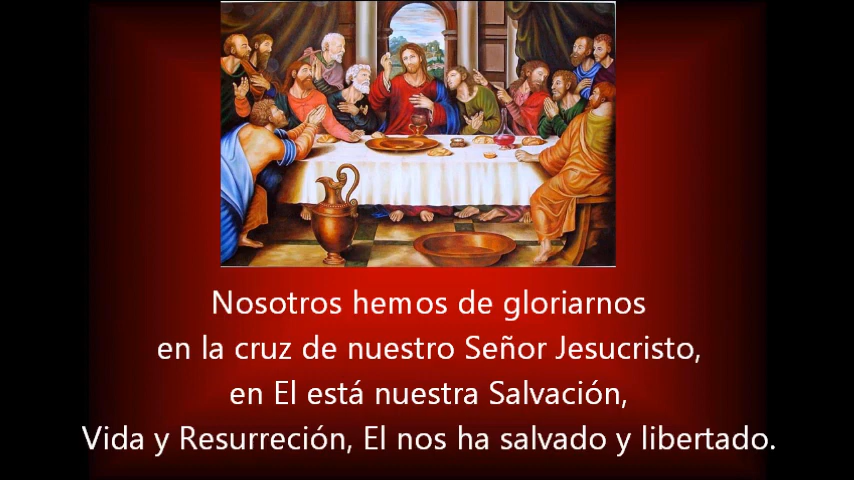 Nosotros hemos de gloriarnos
en la cruz de nuestro Señor Jesucristo,
en El está nuestra Salvación,
Vida y Resurreción, El nos ha salvado y libertado.